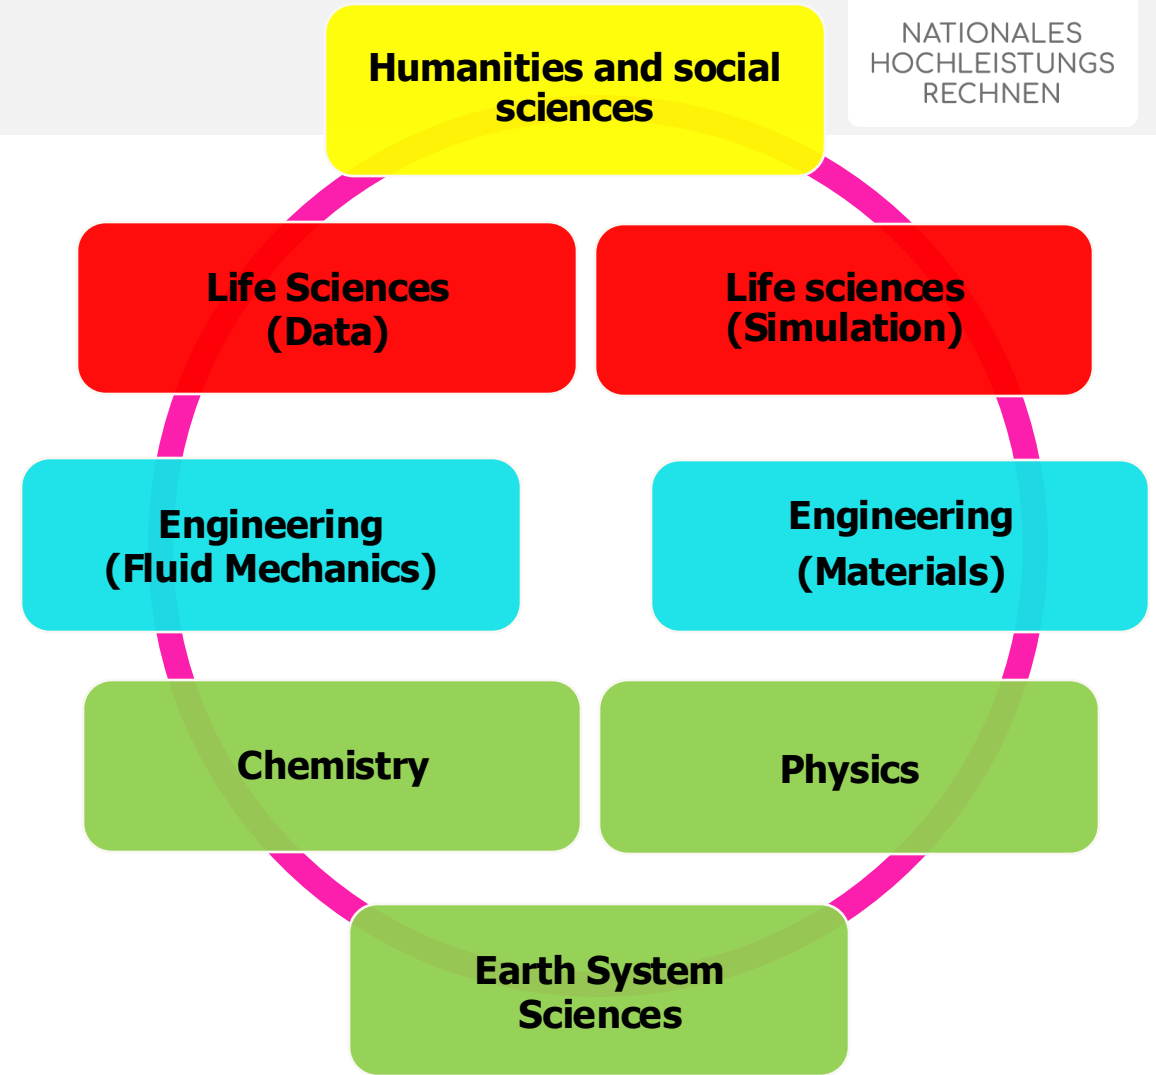 Humanities and social
sciences
NATIONALES
HOCHLEISTUNGS
RECHNEN
Life Sciences
(Data)
Life sciences
(Simulation)
Engineering
(Fluid Mechanics)
Engineering
(Materials)
Chemistry
Physics
Earth System
Sciences